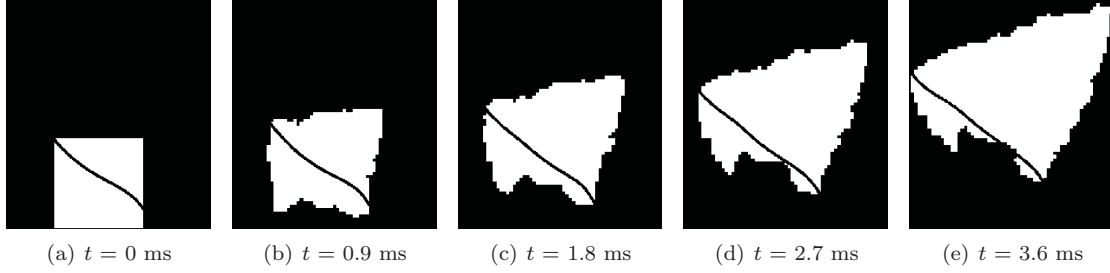 (a) t = 0 ms
(b) t = 0.9 ms
(c) t = 1.8 ms
(d) t = 2.7 ms
(e) t = 3.6 ms